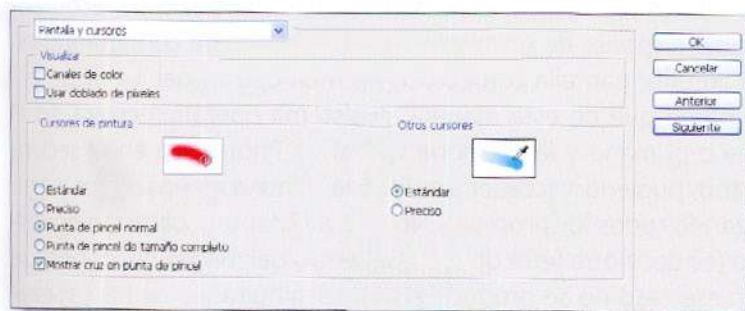 Pantalla y cursores
Visualizar
Canales de color
Usar doblado de píxeles
Cursores de pintura
Estándar
Preciso
Punta de pincel normal
Punta de pincel de tamaño completo
Mostrar cruz en punta de pincel
Otros cursores
Estándar
Preciso
OK
Cancelar
Anterior
Siguiente